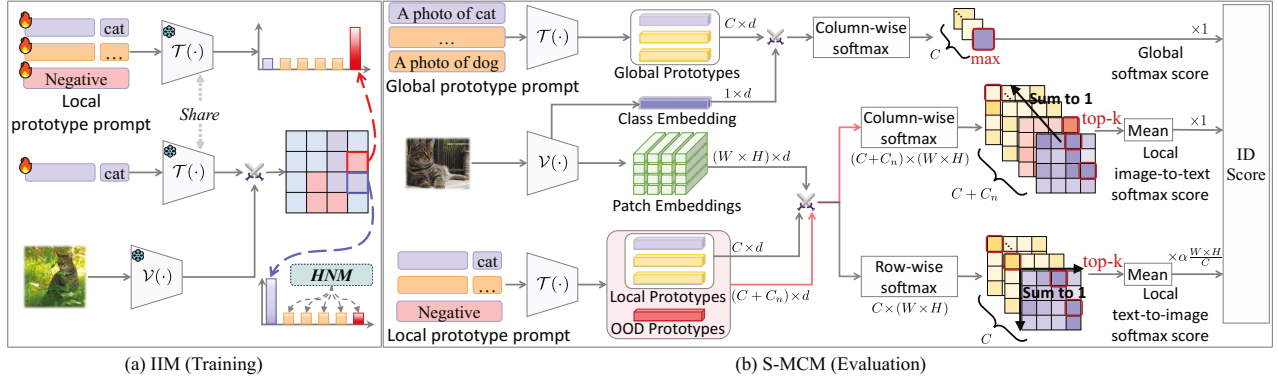 cat
...
Negative
Local
prototype prompt
𝒯(·)
Share
cat
𝒯(·)
𝒱(·)
HNM
(a) IIM (Training)
A photo of cat
...
A photo of dog
Global prototype prompt
𝒯(·)
C×d
Global Prototypes
1×d
Class Embedding
𝒱(·)
(W×H)×d
Patch Embeddings
cat
...
Negative
Local prototype prompt
𝒯(·)
C×d
Local Prototypes
(C+Cₙ)×d
OOD Prototypes
Column-wise
softmax
C
max
×1
Global
softmax score
Column-wise
softmax
(C+Cₙ)×(W×H)
Sum to 1
C+Cₙ
top-k
Mean
×1
Local
image-to-text
softmax score
Row-wise
softmax
C×(W×H)
Sum to 1
C
top-k
Mean
×α W×H/C
Local
text-to-image
softmax score
ID
Score
(b) S-MCM (Evaluation)